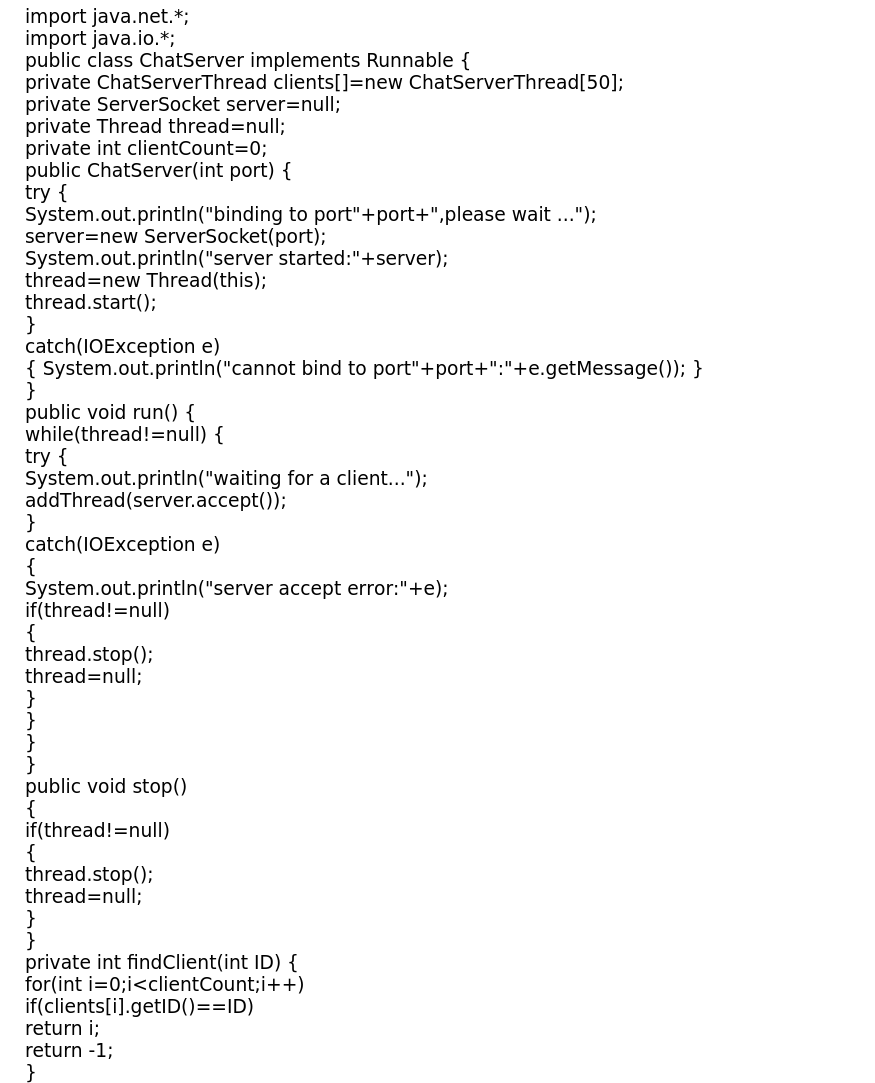 import java.net.*;
import java.io.*;
public class ChatServer implements Runnable {
private ChatServerThread clients[]=new ChatServerThread[50];
private ServerSocket server=null;
private Thread thread=null;
private int clientCount=0;
public ChatServer(int port) {
try {
System.out.println("binding to port"+port+",please wait ...");
server=new ServerSocket(port);
System.out.println("server started:"+server);
thread=new Thread(this);
thread.start();
}
catch(IOException e)
{ System.out.println("cannot bind to port"+port+":"+e.getMessage()); }
}
public void run() {
while(thread!=null) {
try {
System.out.println("waiting for a client...");
addThread(server.accept());
}
catch(IOException e)
{
System.out.println("server accept error:"+e);
if(thread!=null)
{
thread.stop();
thread=null;
}
}
}
}
public void stop()
{
if(thread!=null)
{
thread.stop();
thread=null;
}
}
private int findClient(int ID) {
for(int i=0;i<clientCount;i++)
if(clients[i].getID()==ID)
return i;
return -1;
}